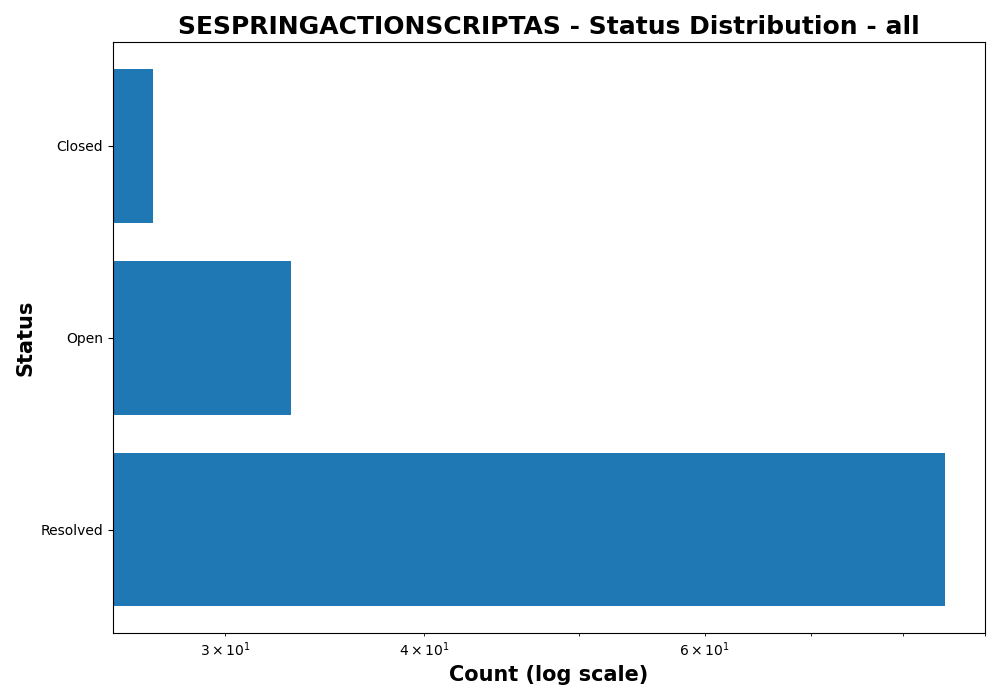 SESPRINGACTIONSCRIPTAS - Status Distribution - all
Closed
Open
Resolved
Status
3 × 10¹
4 × 10¹
6 × 10¹
Count (log scale)